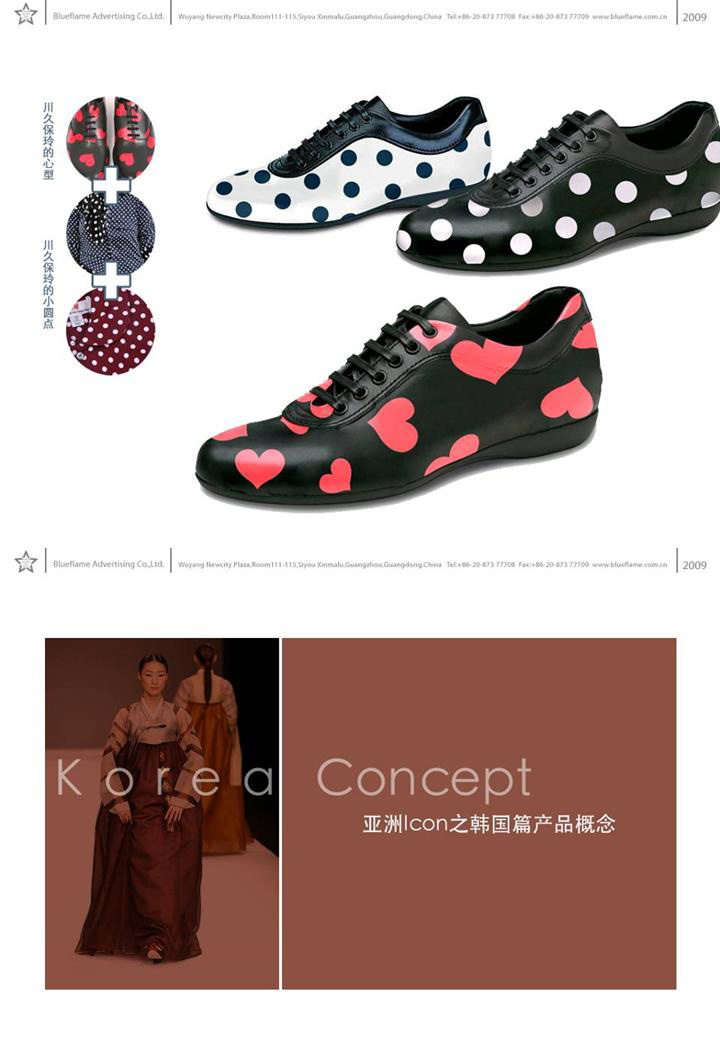 Blueflame Advertising Co,.Ltd. Wuyang Newcity Plaza,Room111-115,Siyou Xinmalu,Guangzhou,Guangdong,China Tel:+86-20-873 77708 Fax:+86-20-873 77709 www.blueflame.com.cn 2009
川久保玲的心型
川久保玲的小圆点
Blueflame Advertising Co,.Ltd. Wuyang Newcity Plaza,Room111-115,Siyou Xinmalu,Guangzhou,Guangdong,China Tel:+86-20-873 77708 Fax:+86-20-873 77709 www.blueflame.com.cn 2009
Korea Concept
亚洲Icon之韩国篇产品概念